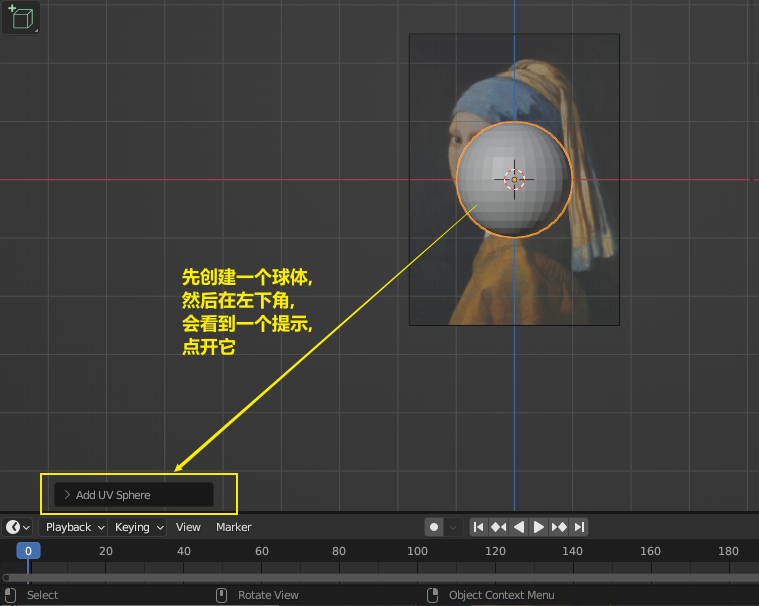 先创建一个球体,
然后在左下角,
会看到一个提示,
点开它
Add UV Sphere
Playback Keying View Marker
0 20 40 60 80 100 120 140 160 180
Select Rotate View Object Context Menu